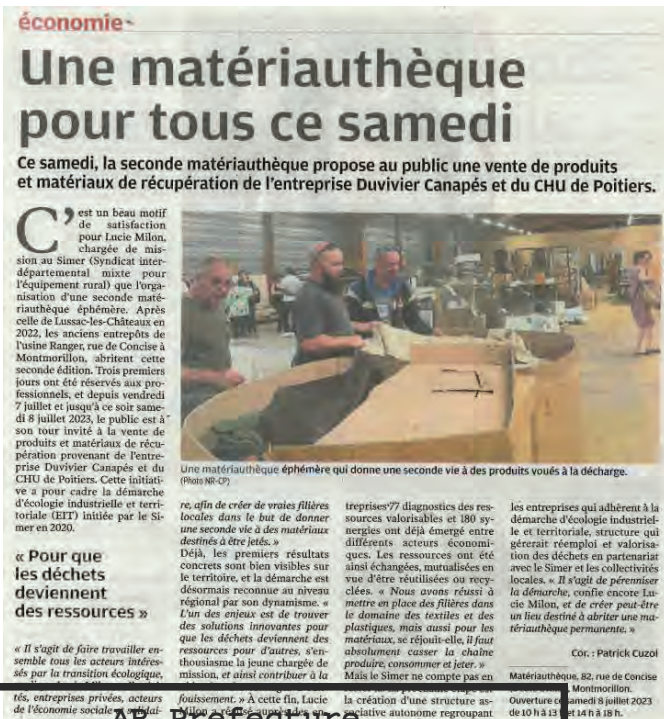 économie
Une matériauthèque
pour tous ce samedi
Ce samedi, la seconde matériauthèque propose au public une vente de produits
et matériaux de récupération de l'entreprise Duvivier Canapés et du CHU de Poitiers.
C'est un beau motif
de satisfaction
pour Lucie Milon,
chargée de mis-
sion au Simer (Syndicat inter-
départemental mixte pour
l'équipement rural) que l'orga-
nisation d'une seconde maté-
riauthèque éphémère. Après
celle de Lussac-les-Châteaux en
2022, les anciens entrepôts de
l'usine Ranger, rue de Concise à
Montmorillon, abritent cette
seconde édition. Trois premiers
jours ont été réservés aux pro-
fessionnels, et depuis vendredi
7 juillet et jusqu'à ce soir same-
di 8 juillet 2023, le public est à
son tour invité à la vente de
produits et matériaux de récu-
pération provenant de l'entre-
prise Duvivier Canapés et du
CHU de Poitiers. Cette initiati-
ve a pour cadre la démarche
d'écologie industrielle et terri-
toriale (EIT) initiée par le Si-
mer en 2020.
« Pour que
les déchets
deviennent
des ressources »
« Il s'agit de faire travailler en-
semble tous les acteurs intéres-
sés par la transition écologique,
tés, entreprises privées, acteurs
de l'économie sociale
Une matériauthèque éphémère qui donne une seconde vie à des produits voués à la décharge.
(Photo NR-CP)
re, afin de créer de vraies filières
locales dans le but de donner
une seconde vie à des matériaux
destinés à être jetés. »
Déjà, les premiers résultats
concrets sont bien visibles sur
le territoire, et la démarche est
désormais reconnue au niveau
régional par son dynamisme. «
L'un des enjeux est de trouver
des solutions innovantes pour
que les déchets deviennent des
ressources pour d'autres, s'en-
thousiasme la jeune chargée de
mission, et ainsi contribuer à la
fouissement. » À cette fin, Lucie
Milon a réalisé auprès des en-
treprises 77 diagnostics des res-
sources valorisables et 180 sy-
nergies ont déjà émergé entre
différents acteurs économi-
ques. Les ressources ont été
ainsi échangées, mutualisées en
vue d'être réutilisées ou recy-
clées. « Nous avons réussi à
mettre en place des filières dans
le domaine des textiles et des
plastiques, mais aussi pour les
matériaux, se réjouit-elle, il faut
absolument casser la chaîne
produire, consommer et jeter. »
Mais le Simer ne compte pas en
la création d'une structure as-
sociative autonome regroupant
les entreprises qui adhèrent à la
démarche d'écologie industriel-
le et territoriale, structure qui
gérerait réemploi et valorisa-
tion des déchets en partenariat
avec le Simer et les collectivités
locales. « Il s'agit de pérenniser
la démarche, confie encore Lu-
cie Milon, et de créer peut-être
un lieu destiné à abriter une ma-
tériauthèque permanente. »
Cor. : Patrick Cuzol
Matériauthèque, 82, rue de Concise
Montmorillon.
Ouverture ce samedi 8 juillet 2023
de 10 h à 13 h et 14 h à 18 h.
AR Prefecture